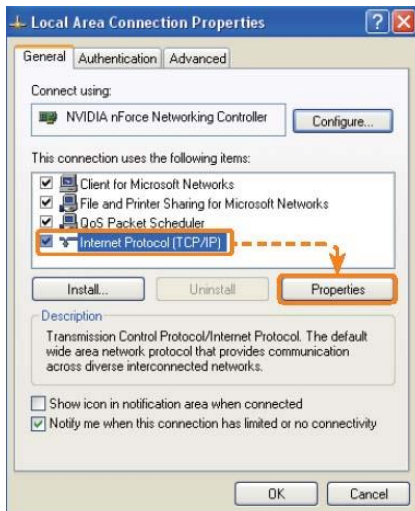 Local Area Connection Properties
General Authentication Advanced
Connect using:
NVIDIA nForce Networking Controller Configure...
This connection uses the following items:
Client for Microsoft Networks
File and Printer Sharing for Microsoft Networks
QoS Packet Scheduler
Internet Protocol (TCP/IP)
Install... Uninstall Properties
Description
Transmission Control Protocol/Internet Protocol. The default
wide area network protocol that provides communication
across diverse interconnected networks.
Show icon in notification area when connected
Notify me when this connection has limited or no connectivity
OK Cancel